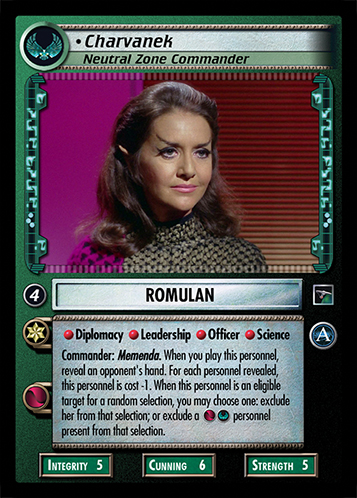 • Charvanek
Neutral Zone Commander
4
ROMULAN
• Diplomacy • Leadership • Officer • Science
A
Commander: Memenda. When you play this personnel,
reveal an opponent's hand. For each personnel revealed,
this personnel is cost -1. When this personnel is an eligible
target for a random selection, you may choose one: exclude
her from that selection; or exclude a personnel
present from that selection.
INTEGRITY 5
CUNNING 6
STRENGTH 5